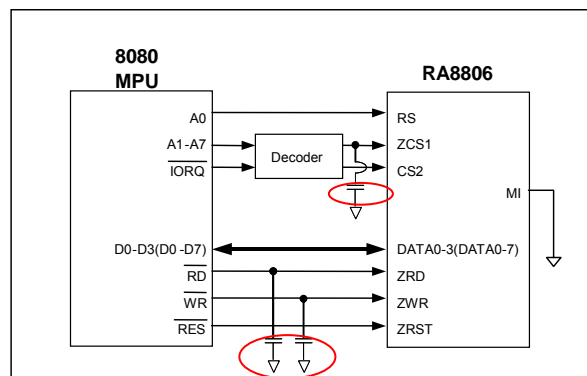 8080
MPU
RA8806
A0
RS
A1-A7
Decoder
ZCS1
IORQ
CS2
MI
D0-D3(D0-D7)
DATA0-3(DATA0-7)
RD
ZRD
WR
ZWR
RES
ZRST